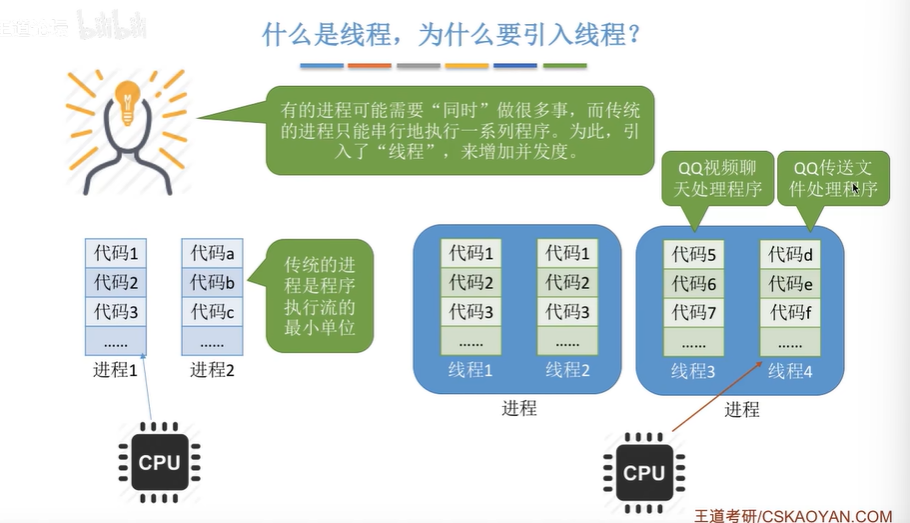 什么是线程，为什么要引入线程？
有的进程可能需要“同时”做很多事，而传统
的进程只能串行地执行一系列程序。为此，引
入了“线程”，来增加并发度。
QQ视频聊
天处理程序
QQ传送文
件处理程序
代码1
代码2
代码3
……
进程1
代码a
代码b
代码c
……
进程2
传统的进
程是程序
执行流的
最小单位
代码1
代码2
代码3
……
线程1
代码1
代码2
代码3
……
线程2
进程
代码5
代码6
代码7
……
线程3
代码d
代码e
代码f
……
线程4
进程
CPU
CPU
王道考研/CSKAOYAN.COM